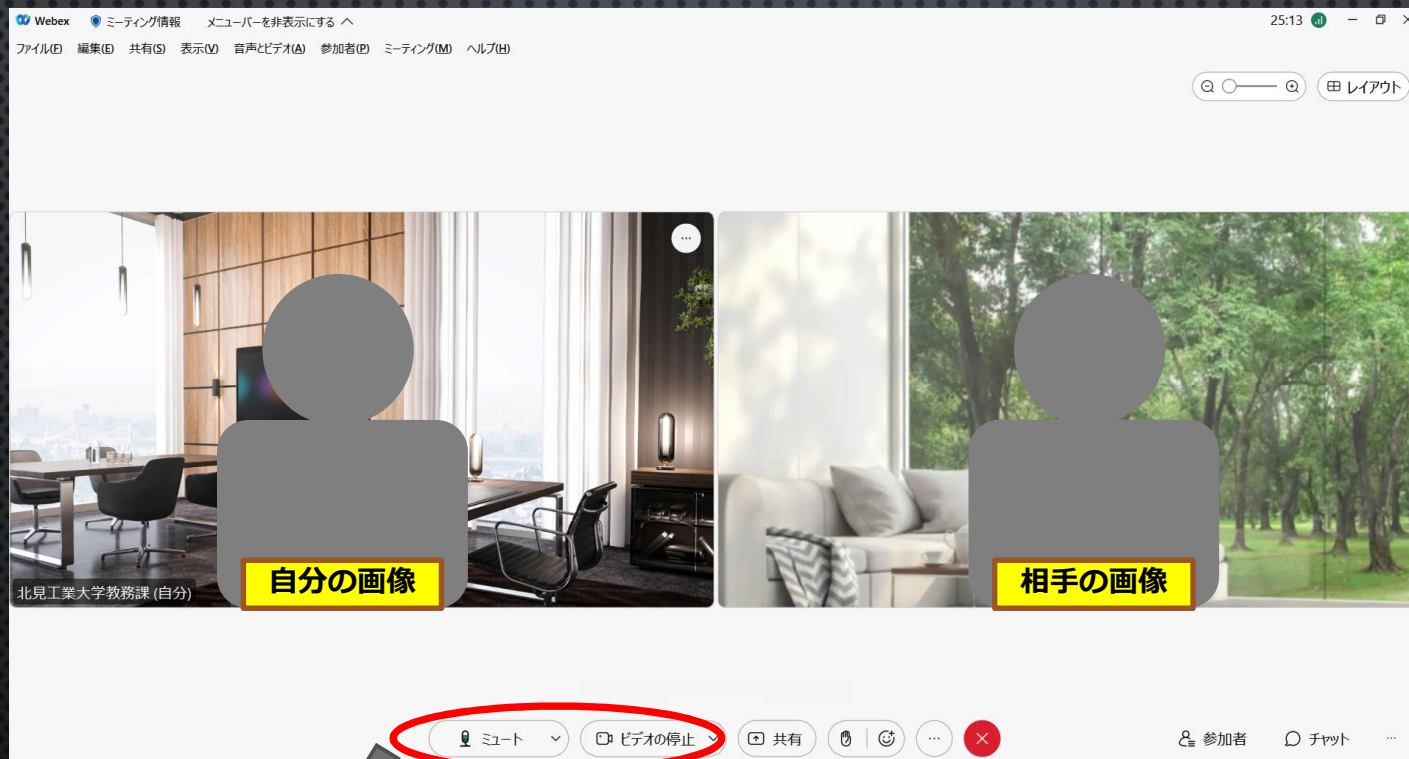 Webex ミーティング情報 メニューバーを非表示にする 25:13
ファイル(F) 編集(E) 共有(S) 表示(V) 音声とビデオ(A) 参加者(P) ミーティング(M) ヘルプ(H)
レイアウト
北見工業大学教務課 (自分)
自分の画像
相手の画像
ミュート ビデオの停止 共有 参加者 チャット